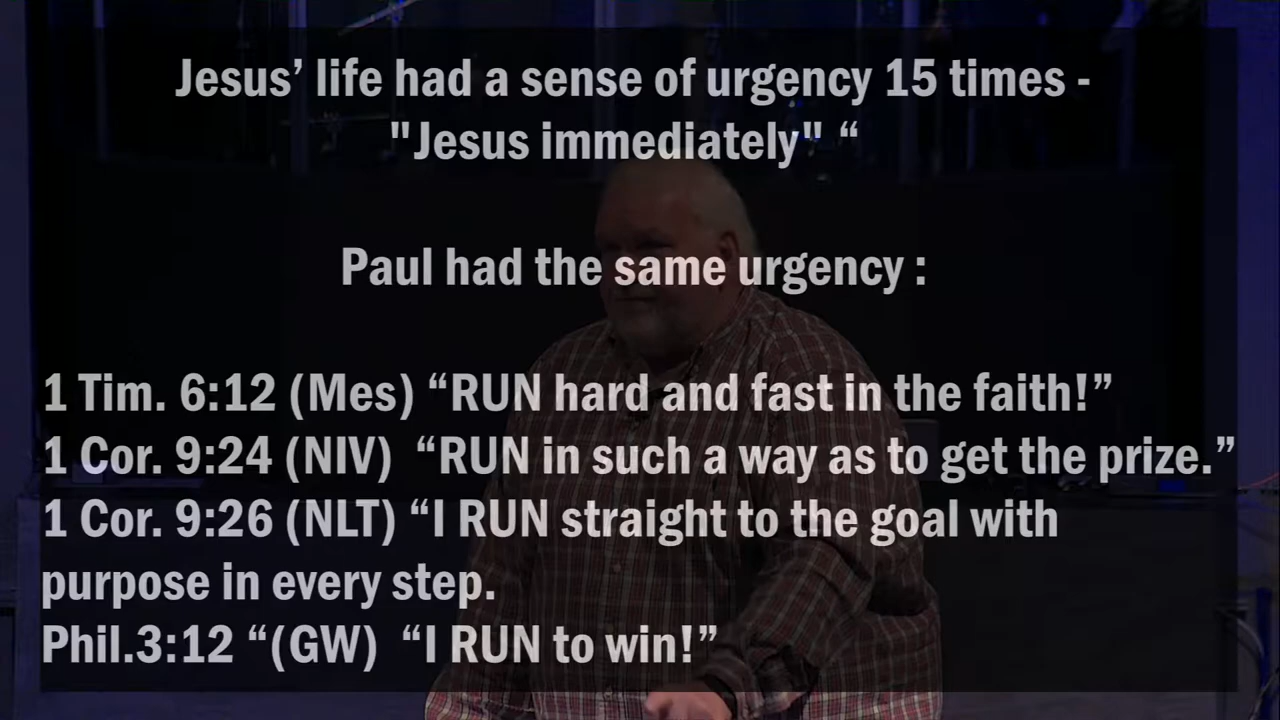 Jesus’ life had a sense of urgency 15 times -
"Jesus immediately" “
Paul had the same urgency :
1 Tim. 6:12 (Mes) “RUN hard and fast in the faith!”
1 Cor. 9:24 (NIV) “RUN in such a way as to get the prize.”
1 Cor. 9:26 (NLT) “I RUN straight to the goal with
purpose in every step.
Phil.3:12 “(GW) “I RUN to win!”